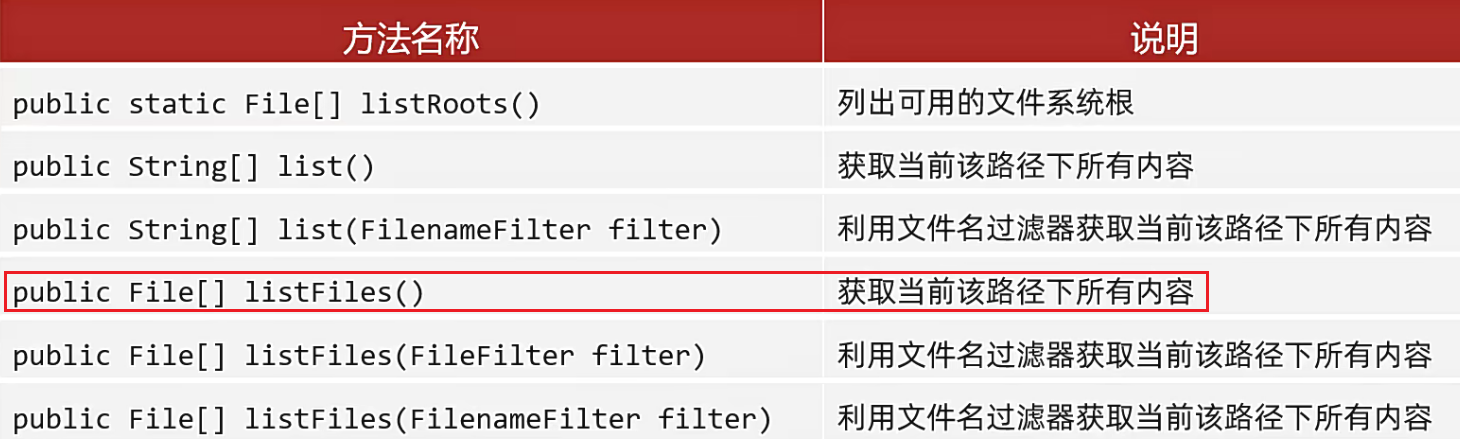 方法名称 说明
public static File[] listRoots() 列出可用的文件系统根
public String[] list() 获取当前该路径下所有内容
public String[] list(FilenameFilter filter) 利用文件名过滤器获取当前该路径下所有内容
public File[] listFiles() 获取当前该路径下所有内容
public File[] listFiles(FileFilter filter) 利用文件名过滤器获取当前该路径下所有内容
public File[] listFiles(FilenameFilter filter) 利用文件名过滤器获取当前该路径下所有内容